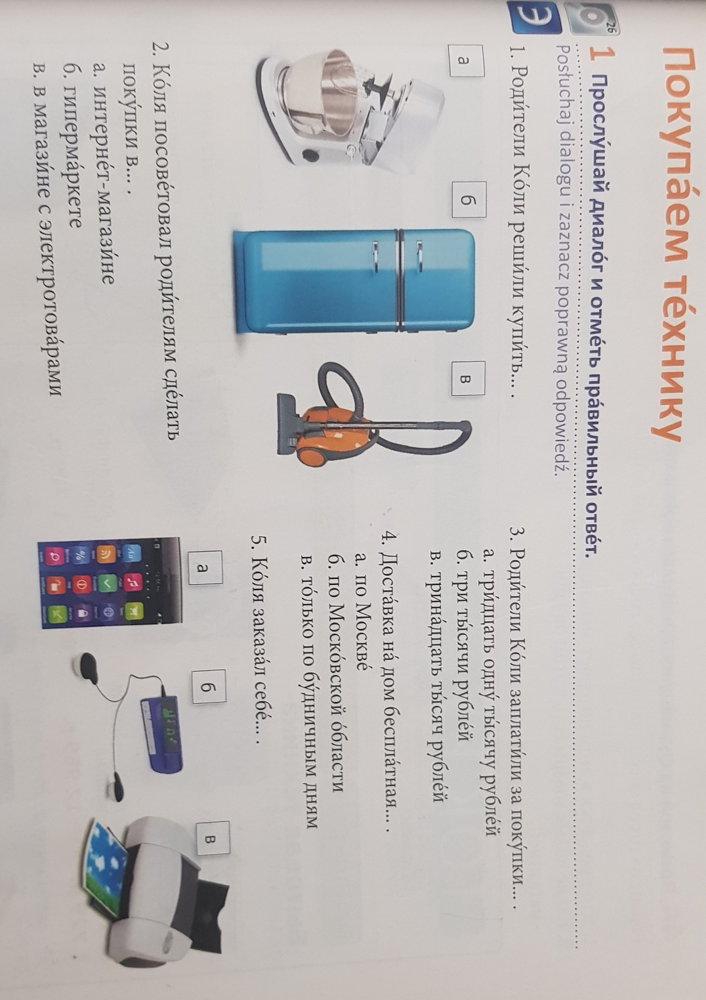 Покупа́ем те́хнику
26
1 Прослу́шай диало́г и отме́ть пра́вильный отве́т.
Posłuchaj dialogu i zaznacz poprawną odpowiedź.
Э
1. Роди́тели Ко́ли реши́ли купи́ть... .
а
б
в
2. Ко́ля посове́товал роди́телям сде́лать
поку́пки в... .
а. интерне́т-магази́не
б. гиперма́ркете
в. в магази́не с электротова́рами
3. Роди́тели Ко́ли заплати́ли за поку́пки... .
а. три́дцать одну́ ты́сячу рубле́й
б. три ты́сячи рубле́й
в. трина́дцать ты́сяч рубле́й
4. Доста́вка на́ дом беспла́тная... .
а. по Москве́
б. по Моско́вской о́бласти
в. то́лько по бу́дничным дням
5. Ко́ля заказа́л себе́... .
а
б
в